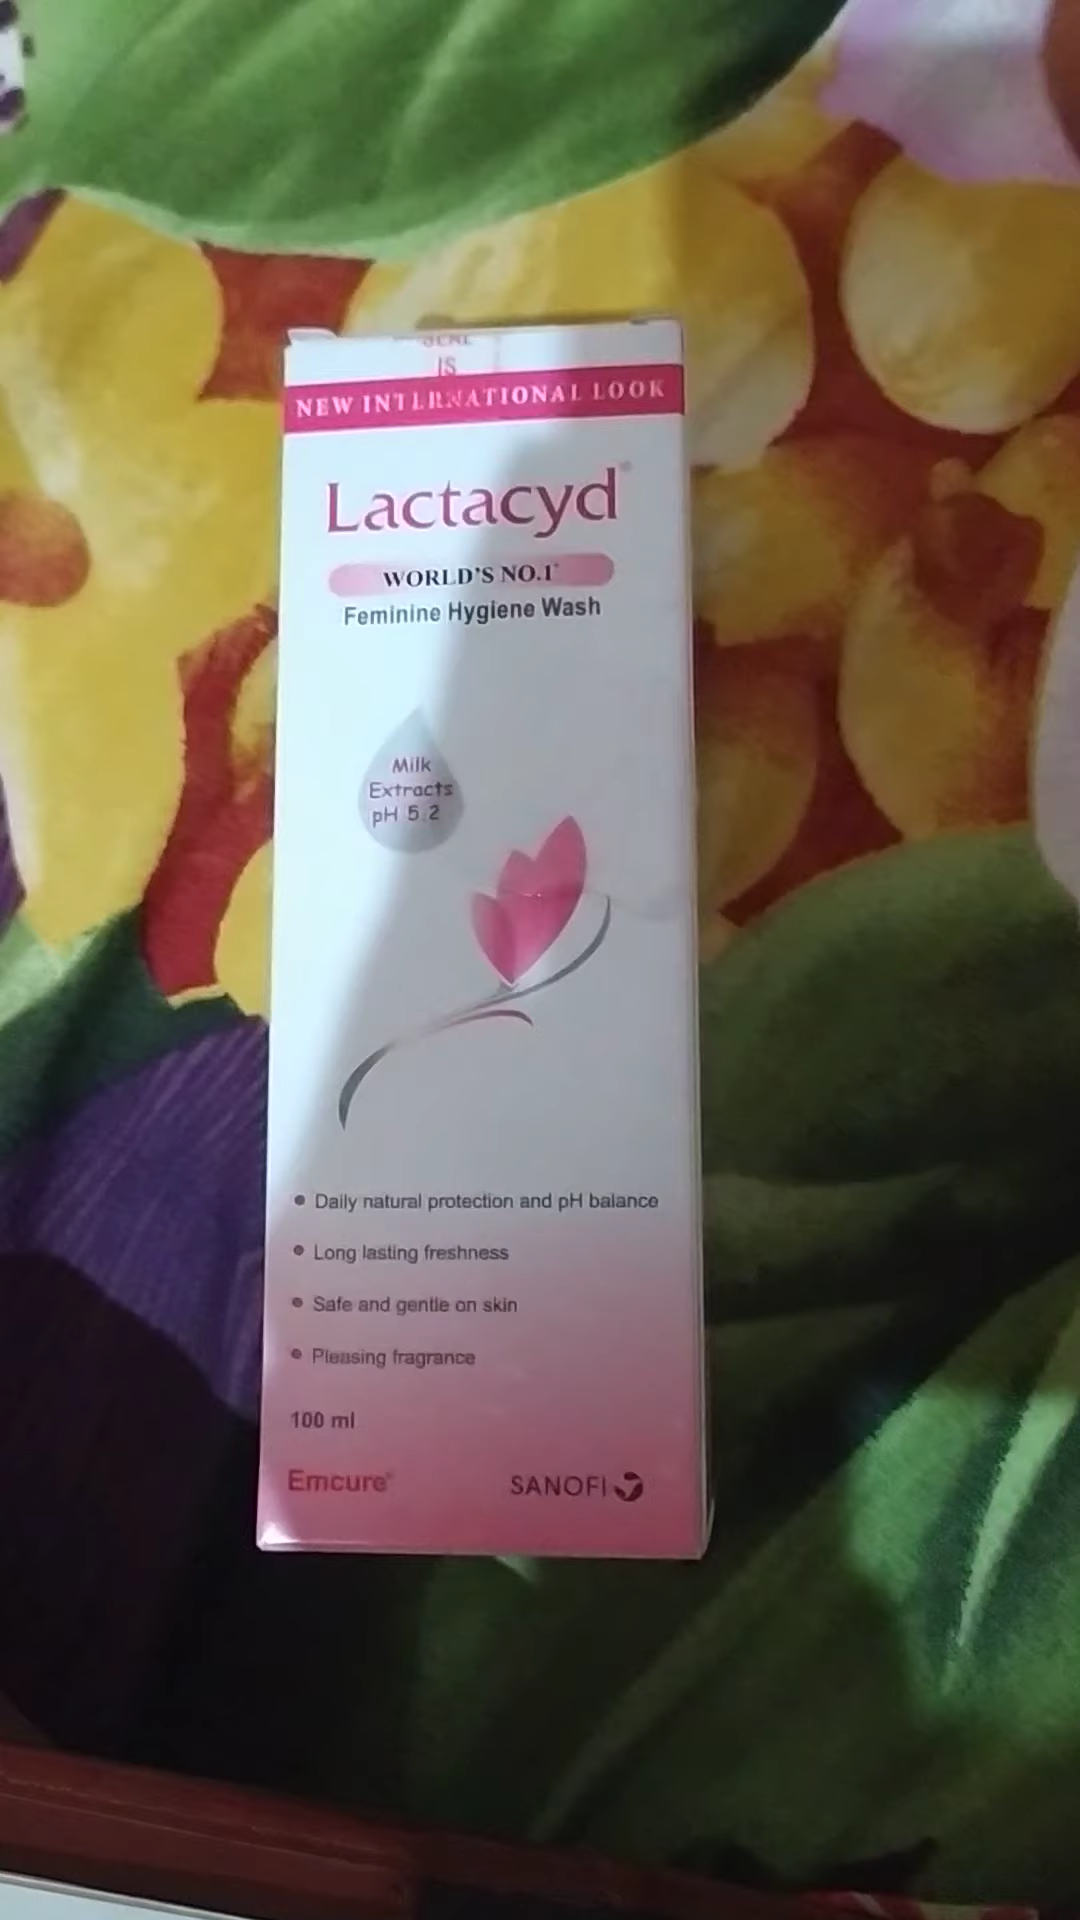 IS
NEW INTERNATIONAL LOOK
Lactacyd®
WORLD'S NO.1*
Feminine Hygiene Wash
Milk
Extracts
pH 5.2
• Daily natural protection and pH balance
• Long lasting freshness
• Safe and gentle on skin
• Pleasing fragrance
100 ml
Emcure®
SANOFI